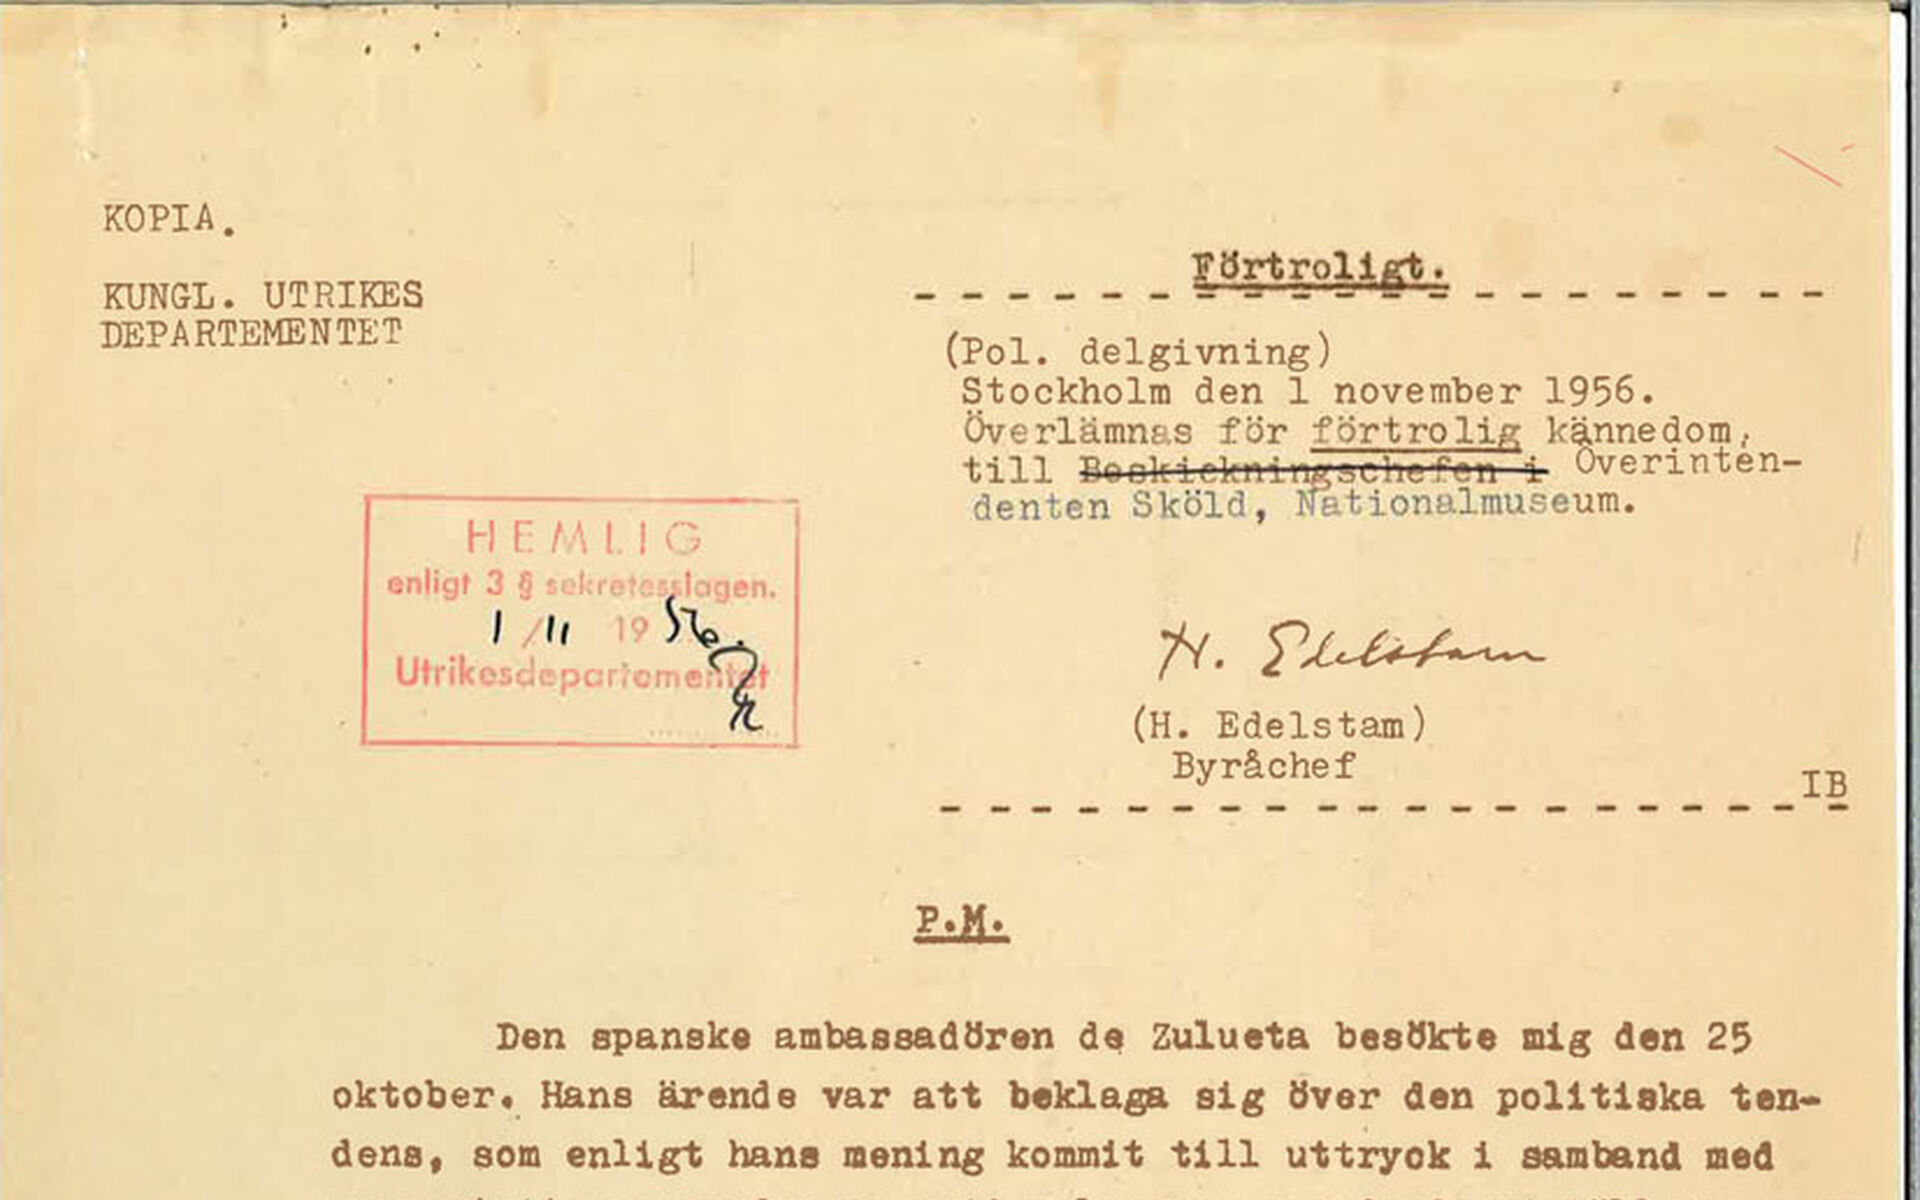 KOPIA.
KUNGL. UTRIKES
DEPARTEMENTET
Förtroligt.
(Pol. delgivning)
Stockholm den 1 november 1956.
Överlämnas för förtrolig kännedom,
till Beskickningschefen i Överinten-
denten Sköld, Nationalmuseum.
HEMLIG
enligt 3 § sekretesslagen.
1/11 1956
Utrikesdepartementet
H. Edelstam
(H. Edelstam)
Byråchef
IB
P.M.
Den spanske ambassadören de Zulueta besökte mig den 25
oktober. Hans ärende var att beklaga sig över den politiska ten-
dens, som enligt hans mening kommit till uttryck i samband med